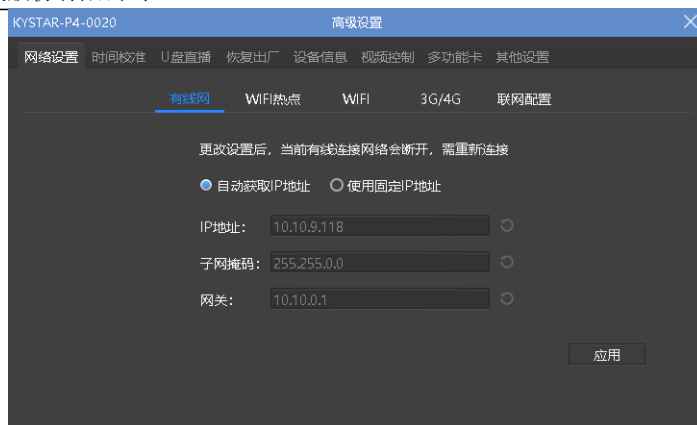 KYSTAR-P4-0020 高级设置
网络设置 时间校准 U盘直播 恢复出厂 设备信息 视频控制 多功能卡 其他设置
有线网 WIFI热点 WIFI 3G/4G 联网配置
更改设置后，当前有线连接网络会断开，需重新连接
自动获取IP地址 使用固定IP地址
IP地址： 10.10.9.118
子网掩码： 255.255.0.0
网关： 10.10.0.1
应用